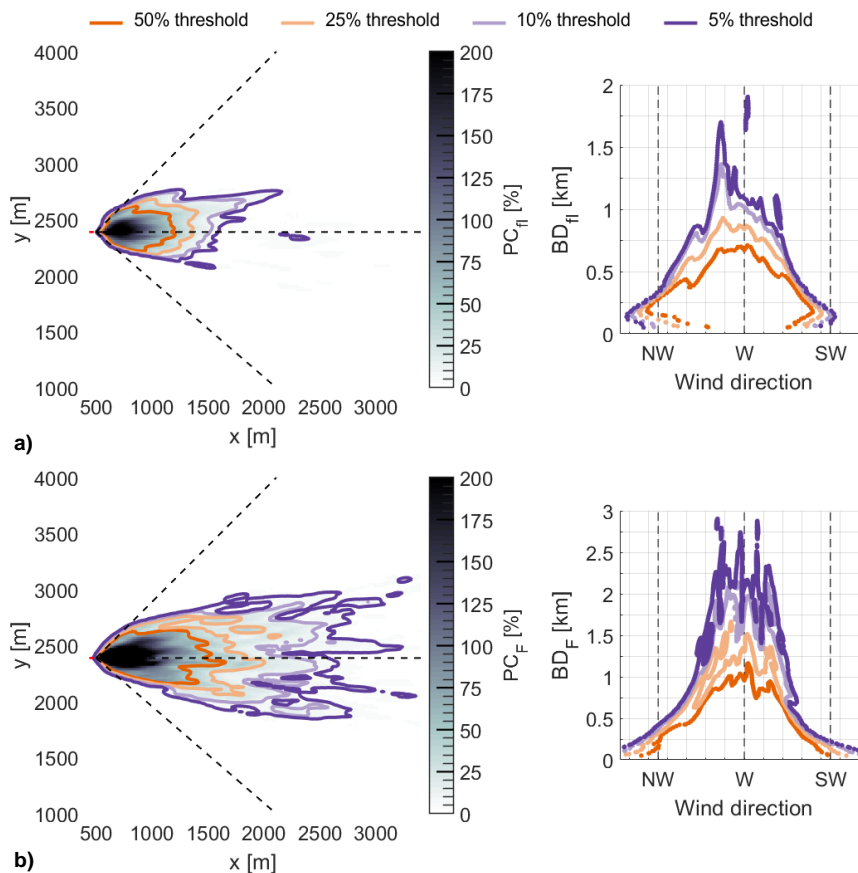 50% threshold 25% threshold 10% threshold 5% threshold
4000
3500
3000
2500
2000
1500
1000
y [m]
500 1000 1500 2000 2500 3000
x [m]
200
175
150
125
100
75
50
25
0
PC_fl [%]
2
1.5
1
0.5
0
BD_fl [km]
NW W SW
Wind direction
a)
4000
3500
3000
2500
2000
1500
1000
y [m]
500 1000 1500 2000 2500 3000
x [m]
200
175
150
125
100
75
50
25
0
PC_F [%]
3
2.5
2
1.5
1
0.5
0
BD_F [km]
NW W SW
Wind direction
b)